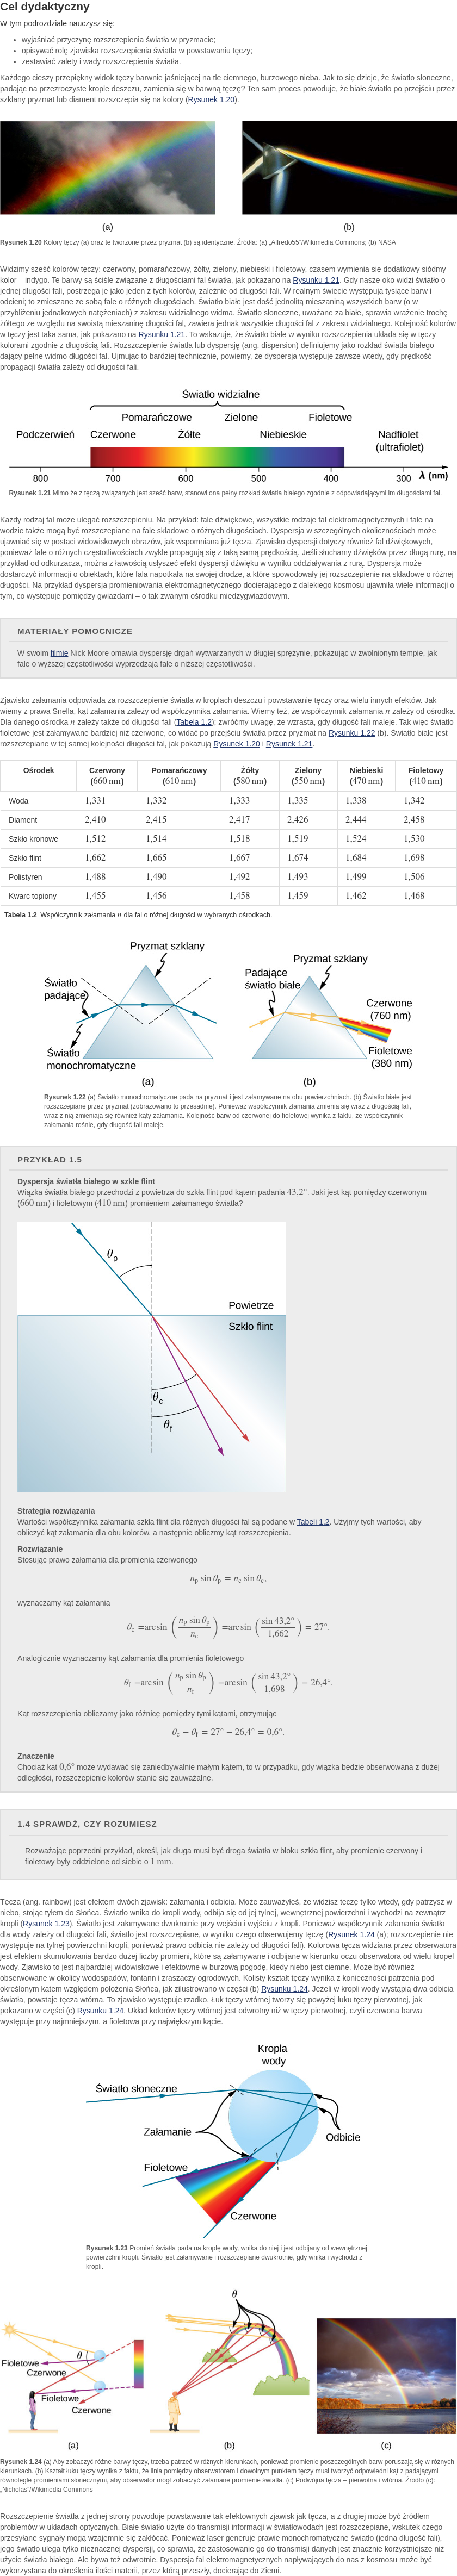 Cel dydaktyczny
W tym podrozdziale nauczysz się:
wyjaśniać przyczynę rozszczepienia światła w pryzmacie;
opisywać rolę zjawiska rozszczepienia światła w powstawaniu tęczy;
zestawiać zalety i wady rozszczepienia światła.
Każdego cieszy przepiękny widok tęczy barwnie jaśniejącej na tle ciemnego, burzowego nieba. Jak to się dzieje, że światło słoneczne,
padając na przezroczyste krople deszczu, zamienia się w barwną tęczę? Ten sam proces powoduje, że białe światło po przejściu przez
szklany pryzmat lub diament rozszczepia się na kolory (Rysunek 1.20).
(a)
(b)
Rysunek 1.20 Kolory tęczy (a) oraz te tworzone przez pryzmat (b) są identyczne. Źródła: (a) „Alfredo55”/Wikimedia Commons; (b) NASA
Widzimy sześć kolorów tęczy: czerwony, pomarańczowy, żółty, zielony, niebieski i fioletowy, czasem wymienia się dodatkowy siódmy
kolor – indygo. Te barwy są ściśle związane z długościami fal światła, jak pokazano na Rysunku 1.21. Gdy nasze oko widzi światło o
jednej długości fali, postrzega je jako jeden z tych kolorów, zależnie od długości fali. W realnym świecie występują tysiące barw i
odcieni; to zmieszane ze sobą fale o różnych długościach. Światło białe jest dość jednolitą mieszaniną wszystkich barw (o w
przybliżeniu jednakowych natężeniach) z zakresu widzialnego widma. Światło słoneczne, uważane za białe, sprawia wrażenie trochę
żółtego ze względu na swoistą mieszaninę długości fal, zawiera jednak wszystkie długości fal z zakresu widzialnego. Kolejność kolorów
w tęczy jest taka sama, jak pokazano na Rysunku 1.21. To wskazuje, że światło białe w wyniku rozszczepienia układa się w tęczy
kolorami zgodnie z długością fali. Rozszczepienie światła lub dyspersję (ang. dispersion) definujemy jako rozkład światła białego
dający pełne widmo długości fal. Ujmując to bardziej technicznie, powiemy, że dyspersja występuje zawsze wtedy, gdy prędkość
propagacji światła zależy od długości fali.
Światło widzialne
Pomarańczowe Zielone Fioletowe
Podczerwień Czerwone Żółte Niebieskie Nadfiolet
(ultrafiolet)
800 700 600 500 400 300 λ (nm)
Rysunek 1.21 Mimo że z tęczą związanych jest sześć barw, stanowi ona pełny rozkład światła białego zgodnie z odpowiadającymi im długościami fal.
Każdy rodzaj fal może ulegać rozszczepieniu. Na przykład: fale dźwiękowe, wszystkie rodzaje fal elektromagnetycznych i fale na
wodzie także mogą być rozszczepiane na fale składowe o różnych długościach. Dyspersja w szczególnych okolicznościach może
ujawniać się w postaci widowiskowych obrazów, jak wspomniana już tęcza. Zjawisko dyspersji dotyczy również fal dźwiękowych,
ponieważ fale o różnych częstotliwościach zwykle propagują się z taką samą prędkością. Jeśli słuchamy dźwięków przez długą rurę, na
przykład od odkurzacza, można z łatwością usłyszeć efekt dyspersji dźwięku w wyniku oddziaływania z rurą. Dyspersja może
dostarczyć informacji o obiektach, które fala napotkała na swojej drodze, a które spowodowały jej rozszczepienie na składowe o różnej
długości. Na przykład dyspersja promieniowania elektromagnetycznego docierającego z dalekiego kosmosu ujawniła wiele informacji o
tym, co występuje pomiędzy gwiazdami – o tak zwanym ośrodku międzygwiazdowym.
MATERIAŁY POMOCNICZE
W swoim filmie Nick Moore omawia dyspersję drgań wytwarzanych w długiej sprężynie, pokazując w zwolnionym tempie, jak
fale o wyższej częstotliwości wyprzedzają fale o niższej częstotliwości.
Zjawisko załamania odpowiada za rozszczepienie światła w kroplach deszczu i powstawanie tęczy oraz wielu innych efektów. Jak
wiemy z prawa Snella, kąt załamania zależy od współczynnika załamania. Wiemy też, że współczynnik załamania n zależy od ośrodka.
Dla danego ośrodka n zależy także od długości fali (Tabela 1.2); zwróćmy uwagę, że wzrasta, gdy długość fali maleje. Tak więc światło
fioletowe jest załamywane bardziej niż czerwone, co widać po przejściu światła przez pryzmat na Rysunku 1.22 (b). Światło białe jest
rozszczepiane w tej samej kolejności długości fal, jak pokazują Rysunek 1.20 i Rysunek 1.21.
Ośrodek Czerwony (660 nm) Pomarańczowy (610 nm) Żółty (580 nm) Zielony (550 nm) Niebieski (470 nm) Fioletowy (410 nm)
Woda 1,331 1,332 1,333 1,335 1,338 1,342
Diament 2,410 2,415 2,417 2,426 2,444 2,458
Szkło kronowe 1,512 1,514 1,518 1,519 1,524 1,530
Szkło flint 1,662 1,665 1,667 1,674 1,684 1,698
Polistyren 1,488 1,490 1,492 1,493 1,499 1,506
Kwarc topiony 1,455 1,456 1,458 1,459 1,462 1,468
Tabela 1.2 Współczynnik załamania n dla fal o różnej długości w wybranych ośrodkach.
Pryzmat szklany
Światło
padające
Światło
monochromatyczne
(a)
Pryzmat szklany
Padające
światło białe
Czerwone
(760 nm)
Fioletowe
(380 nm)
(b)
Rysunek 1.22 (a) Światło monochromatyczne pada na pryzmat i jest załamywane na obu powierzchniach. (b) Światło białe jest
rozszczepiane przez pryzmat (zobrazowano to przesadnie). Ponieważ współczynnik złamania zmienia się wraz z długością fali,
wraz z nią zmieniają się również kąty załamania. Kolejność barw od czerwonej do fioletowej wynika z faktu, że współczynnik
załamania rośnie, gdy długość fali maleje.
PRZYKŁAD 1.5
Dyspersja światła białego w szkle flint
Wiązka światła białego przechodzi z powietrza do szkła flint pod kątem padania 43,2°. Jaki jest kąt pomiędzy czerwonym
(660 nm) i fioletowym (410 nm) promieniem załamanego światła?
θp
Powietrze
Szkło flint
θc
θf
Strategia rozwiązania
Wartości współczynnika załamania szkła flint dla różnych długości fal są podane w Tabeli 1.2. Użyjmy tych wartości, aby
obliczyć kąt załamania dla obu kolorów, a następnie obliczmy kąt rozszczepienia.
Rozwiązanie
Stosując prawo załamania dla promienia czerwonego
np sin θp = nc sin θc,
wyznaczamy kąt załamania
θc = arc sin (np sin θp / nc) = arc sin (sin 43,2° / 1,662) = 27°.
Analogicznie wyznaczamy kąt załamania dla promienia fioletowego
θf = arc sin (np sin θp / nf) = arc sin (sin 43,2° / 1,698) = 26,4°.
Kąt rozszczepienia obliczamy jako różnicę pomiędzy tymi kątami, otrzymując
θc − θf = 27° − 26,4° = 0,6°.
Znaczenie
Chociaż kąt 0,6° może wydawać się zaniedbywalnie małym kątem, to w przypadku, gdy wiązka będzie obserwowana z dużej
odległości, rozszczepienie kolorów stanie się zauważalne.
1.4 SPRAWDŹ, CZY ROZUMIESZ
Rozważając poprzedni przykład, określ, jak długa musi być droga światła w bloku szkła flint, aby promienie czerwony i
fioletowy były oddzielone od siebie o 1 mm.
Tęcza (ang. rainbow) jest efektem dwóch zjawisk: załamania i odbicia. Może zauważyłeś, że widzisz tęczę tylko wtedy, gdy patrzysz w
niebo, stojąc tyłem do Słońca. Światło wnika do kropli wody, odbija się od jej tylnej, wewnętrznej powierzchni i wychodzi na zewnątrz
kropli (Rysunek 1.23). Światło jest załamywane dwukrotnie przy wejściu i wyjściu z kropli. Ponieważ współczynnik załamania światła
dla wody zależy od długości fali, światło jest rozszczepiane, w wyniku czego obserwujemy tęczę (Rysunek 1.24 (a); rozszczepienie nie
występuje na tylnej powierzchni kropli, ponieważ prawo odbicia nie zależy od długości fali). Kolorowa tęcza widziana przez obserwatora
jest efektem skumulowania bardzo dużej liczby promieni, które są załamywane i odbijane w kierunku oczu obserwatora od wielu kropel
wody. Zjawisko to jest najbardziej widowiskowe i efektowne w burzową pogodę, kiedy niebo jest ciemne. Może być również
obserwowane w okolicy wodospadów, fontann i zraszaczy ogrodowych. Kolisty kształt tęczy wynika z konieczności patrzenia pod
określonym kątem względem położenia Słońca, jak zilustrowano w części (b) Rysunku 1.24. Jeżeli w kropli wody wystąpią dwa odbicia
światła, powstaje tęcza wtórna. To zjawisko występuje rzadko. Łuk tęczy wtórnej tworzy się powyżej łuku tęczy pierwotnej, jak
pokazano w części (c) Rysunku 1.24. Układ kolorów tęczy wtórnej jest odwrotny niż w tęczy pierwotnej, czyli czerwona barwa
występuje przy najmniejszym, a fioletowa przy największym kącie.
Kropla
wody
Światło słoneczne
Załamanie
Odbicie
Fioletowe
Czerwone
Rysunek 1.23 Promień światła pada na kroplę wody, wnika do niej i jest odbijany od wewnętrznej
powierzchni kropli. Światło jest załamywane i rozszczepiane dwukrotnie, gdy wnika i wychodzi z
kropli.
θ
θ
Fioletowe
Czerwone
Fioletowe
Czerwone
(a)
(b)
(c)
Rysunek 1.24 (a) Aby zobaczyć różne barwy tęczy, trzeba patrzeć w różnych kierunkach, ponieważ promienie poszczególnych barw poruszają się w różnych
kierunkach. (b) Kształt łuku tęczy wynika z faktu, że linia pomiędzy obserwatorem i dowolnym punktem tęczy musi tworzyć odpowiedni kąt z padającymi
równolegle promieniami słonecznymi, aby obserwator mógł zobaczyć załamane promienie światła. (c) Podwójna tęcza – pierwotna i wtórna. Źródło (c):
„Nicholas”/Wikimedia Commons
Rozszczepienie światła z jednej strony powoduje powstawanie tak efektownych zjawisk jak tęcza, a z drugiej może być źródłem
problemów w układach optycznych. Białe światło użyte do transmisji informacji w światłowodach jest rozszczepiane, wskutek czego
przesyłane sygnały mogą wzajemnie się zakłócać. Ponieważ laser generuje prawie monochromatyczne światło (jedna długość fali),
jego światło ulega tylko nieznacznej dyspersji, co sprawia, że zastosowanie go do transmisji danych jest znacznie korzystniejsze niż
użycie światła białego. Ale bywa też odwrotnie. Dyspersja fal elektromagnetycznych napływających do nas z kosmosu może być
wykorzystana do określenia ilości materii, przez którą przeszły, docierając do Ziemi.